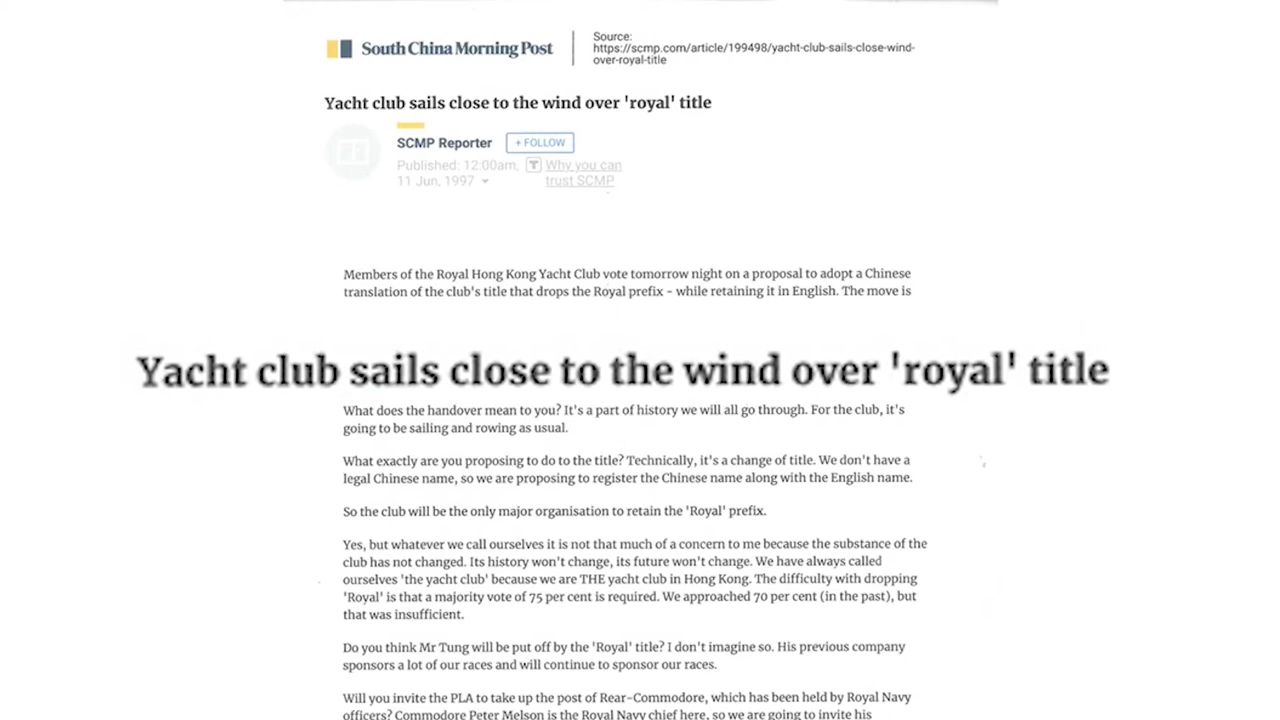 South China Morning Post
Source:
https://scmp.com/article/199498/yacht-club-sails-close-wind-
over-royal-title
Yacht club sails close to the wind over 'royal' title
SCMP Reporter
+ FOLLOW
Published: 12:00am,
11 Jun, 1997
T
Why you can
trust SCMP
Members of the Royal Hong Kong Yacht Club vote tomorrow night on a proposal to adopt a Chinese
translation of the club's title that drops the Royal prefix - while retaining it in English. The move is
Yacht club sails close to the wind over 'royal' title
What does the handover mean to you? It's a part of history we will all go through. For the club, it's
going to be sailing and rowing as usual.
What exactly are you proposing to do to the title? Technically, it's a change of title. We don't have a
legal Chinese name, so we are proposing to register the Chinese name along with the English name.
So the club will be the only major organisation to retain the 'Royal' prefix.
Yes, but whatever we call ourselves it is not that much of a concern to me because the substance of the
club has not changed. Its history won't change, its future won't change. We have always called
ourselves 'the yacht club' because we are THE yacht club in Hong Kong. The difficulty with dropping
'Royal' is that a majority vote of 75 per cent is required. We approached 70 per cent (in the past), but
that was insufficient.
Do you think Mr Tung will be put off by the 'Royal' title? I don't imagine so. His previous company
sponsors a lot of our races and will continue to sponsor our races.
Will you invite the PLA to take up the post of Rear-Commodore, which has been held by Royal Navy
officers? Commodore Peter Melson is the Royal Navy chief here, so we are going to invite his